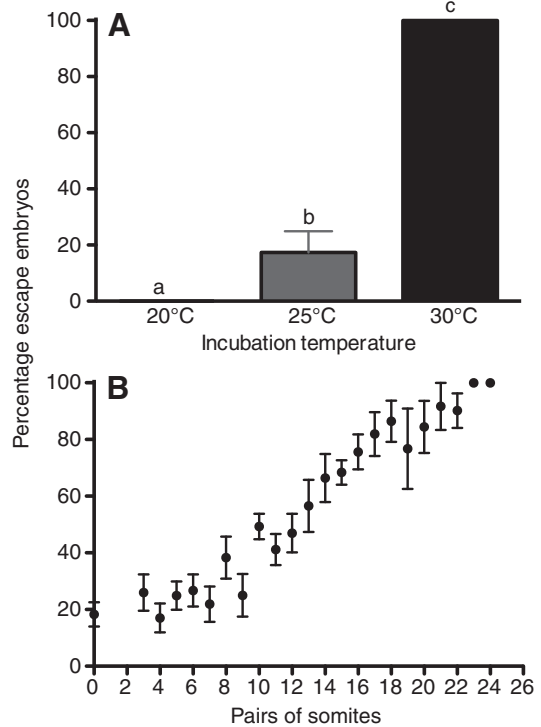 A
100
80
60
40
20
0
a
b
c
20°C 25°C 30°C
Incubation temperature
Percentage escape embryos
B
100
80
60
40
20
0
0 2 4 6 8 10 12 14 16 18 20 22 24 26
Pairs of somites